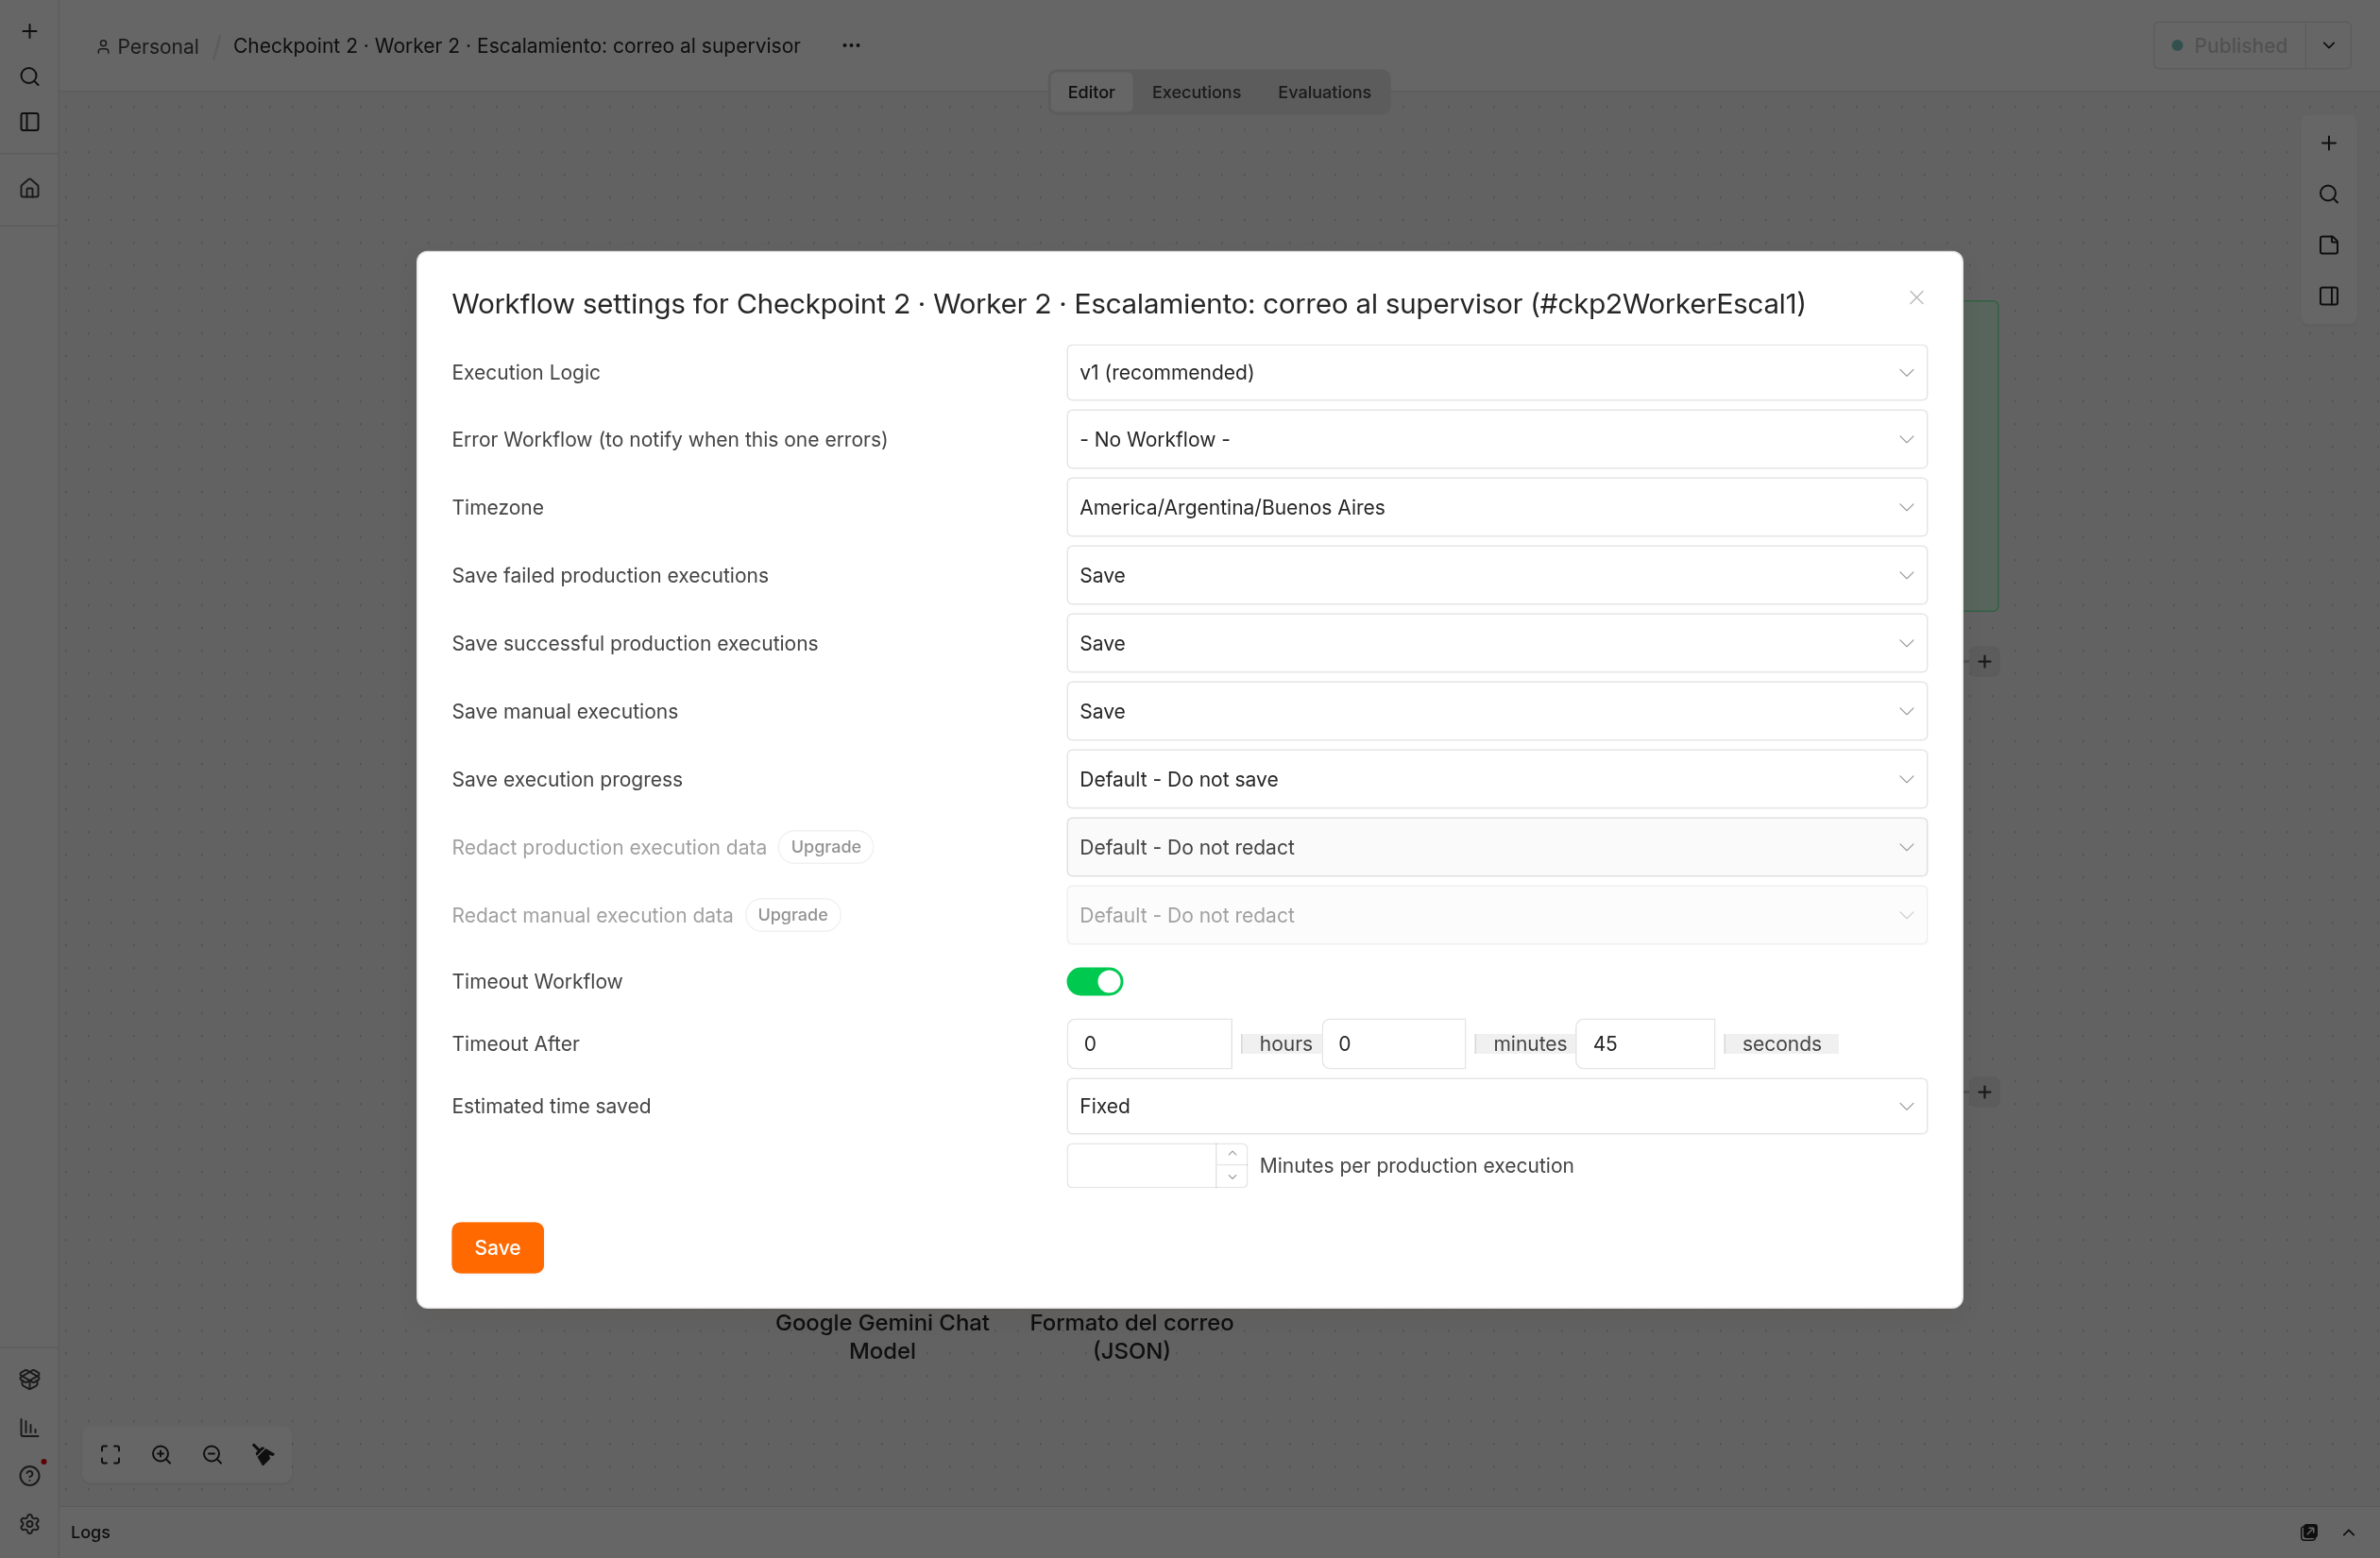 Personal / Checkpoint 2 · Worker 2 · Escalamiento: correo al supervisor ...
Published
Editor Executions Evaluations
Workflow settings for Checkpoint 2 · Worker 2 · Escalamiento: correo al supervisor (#ckp2WorkerEscal1)
Execution Logic v1 (recommended)
Error Workflow (to notify when this one errors) - No Workflow -
Timezone America/Argentina/Buenos Aires
Save failed production executions Save
Save successful production executions Save
Save manual executions Save
Save execution progress Default - Do not save
Redact production execution data Upgrade Default - Do not redact
Redact manual execution data Upgrade Default - Do not redact
Timeout Workflow
Timeout After 0 hours 0 minutes 45 seconds
Estimated time saved Fixed
Minutes per production execution
Save
Google Gemini Chat
Model
Formato del correo
(JSON)
Logs